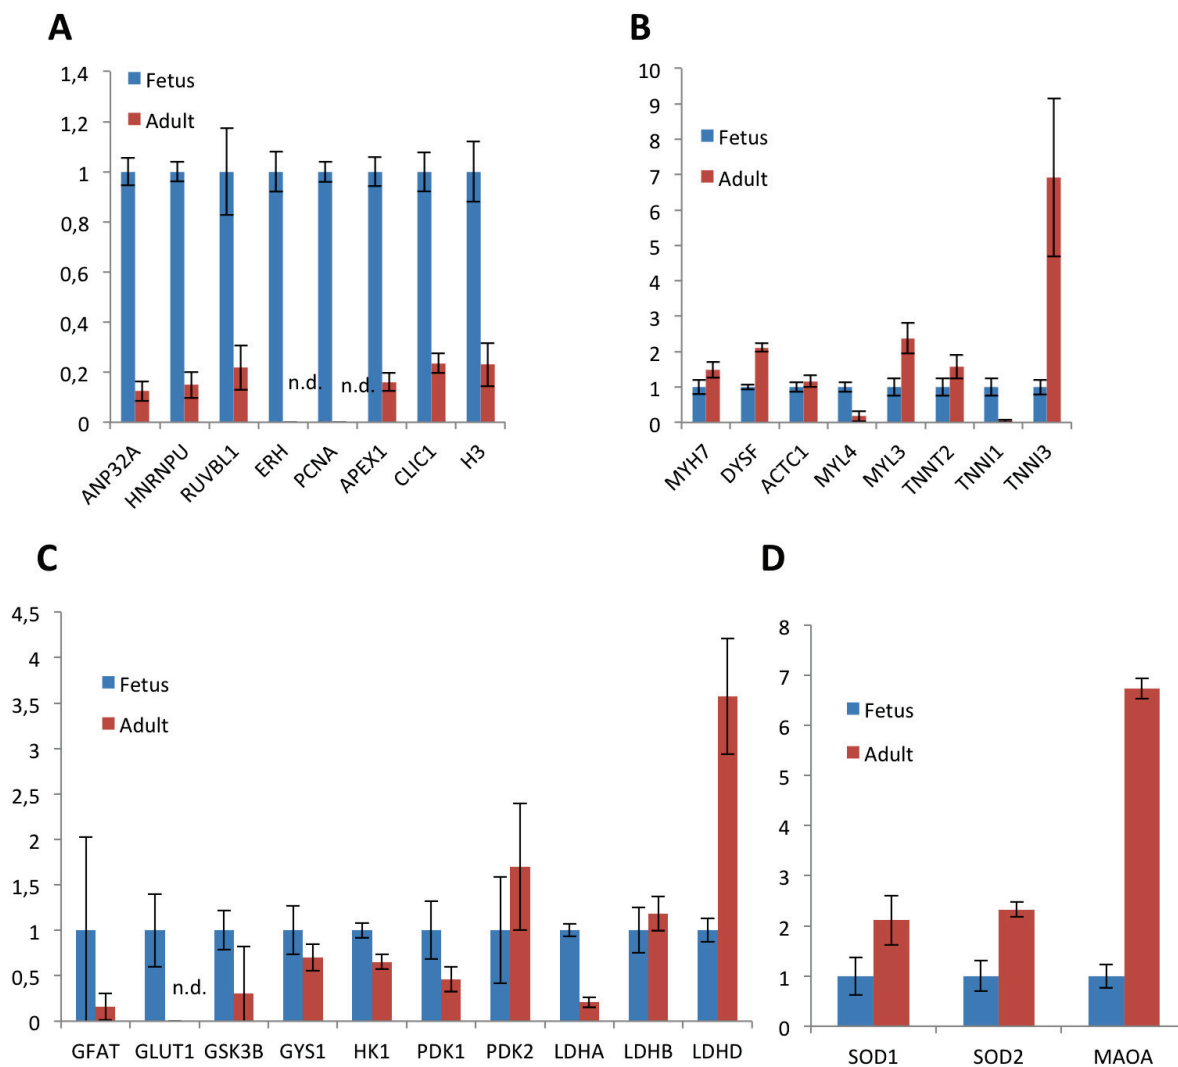 A
1,4
1,2
1
0,8
0,6
0,4
0,2
0
Fetus
Adult
n.d.
n.d.
ANP32A
HNRNPU
RUVBL1
ERH
PCNA
APEX1
CLIC1
H3
B
10
9
8
7
6
5
4
3
2
1
0
Fetus
Adult
MYH7
DYSF
ACTC1
MYL4
MYL3
TNNT2
TNNI1
TNNI3
C
4,5
4
3,5
3
2,5
2
1,5
1
0,5
0
Fetus
Adult
n.d.
GFAT GLUT1 GSK3B GYS1 HK1 PDK1 PDK2 LDHA LDHB LDHD
D
8
7
6
5
4
3
2
1
0
Fetus
Adult
SOD1 SOD2 MAOA